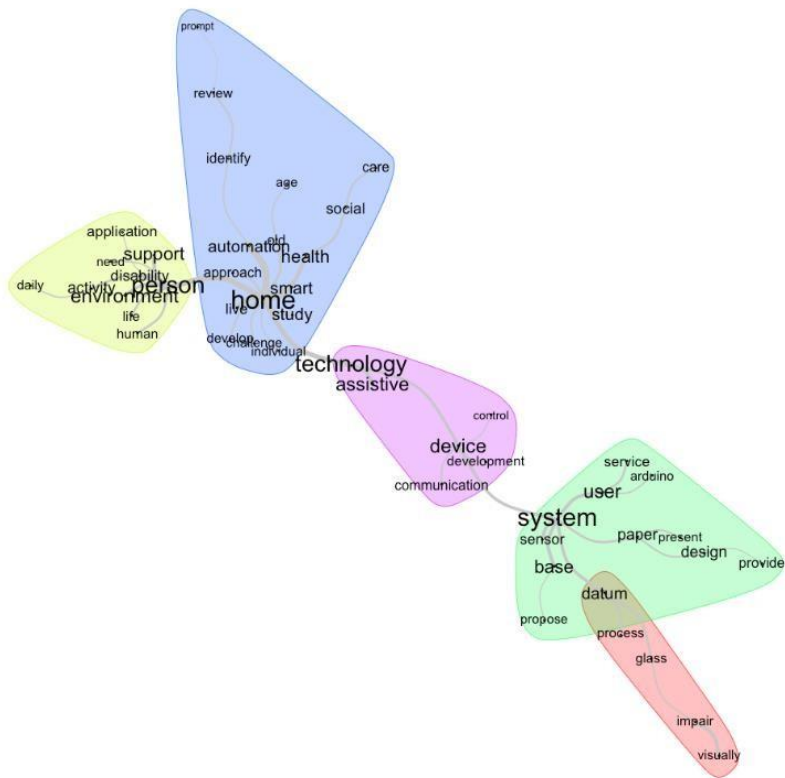 prompt
review
identify
care
age
social
application
old
automation
support
health
need
approach
disability
daily
activity
person
smart
environment
home
live
study
life
human
develop
challenge
individual
technology
assistive
control
device
development
communication
service
arduino
user
system
sensor
paper
present
design
provide
base
datum
propose
process
glass
impair
visually